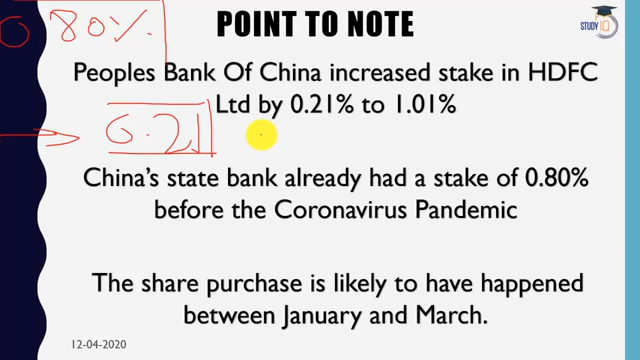 0 80%.
POINT TO NOTE
STUDY IQ
Peoples Bank Of China increased stake in HDFC
Ltd by 0.21% to 1.01%
0.21
China's state bank already had a stake of 0.80%
before the Coronavirus Pandemic
The share purchase is likely to have happened
between January and March.
12-04-2020